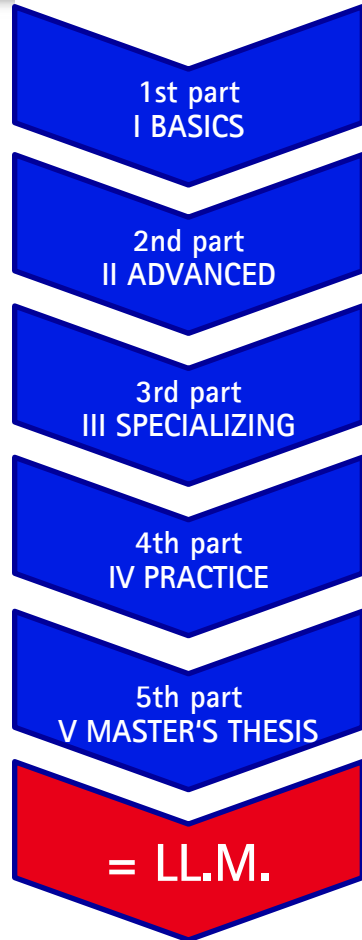 1st part
I BASICS
2nd part
II ADVANCED
3rd part
III SPECIALIZING
4th part
IV PRACTICE
5th part
V MASTER'S THESIS
= LL.M.